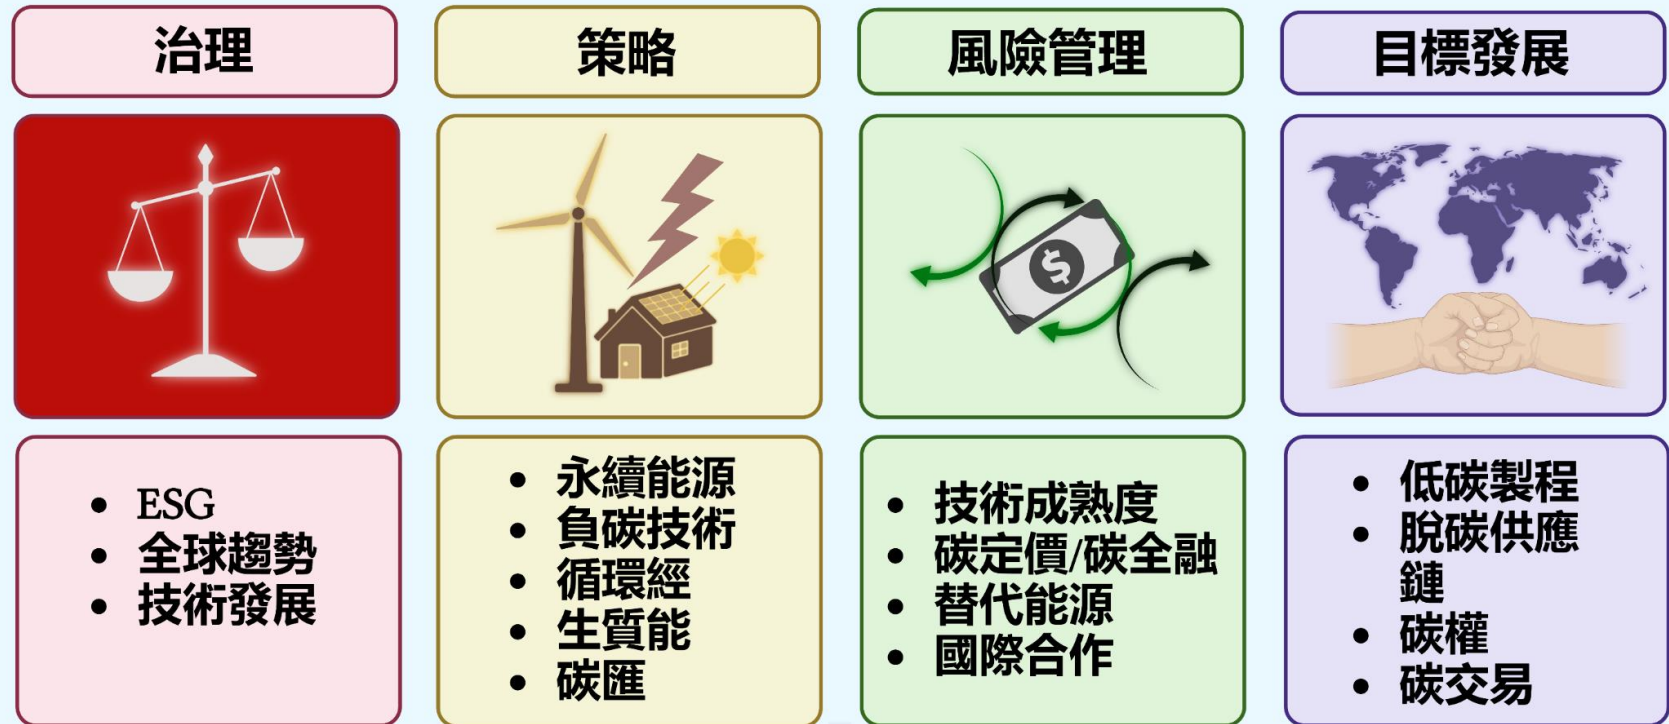 治理
策略
風險管理
目標發展
$
• ESG
• 全球趨勢
• 技術發展
• 永續能源
• 負碳技術
• 循環經
• 生質能
• 碳匯
• 技術成熟度
• 碳定價/碳全融
• 替代能源
• 國際合作
• 低碳製程
• 脫碳供應
鏈
• 碳權
• 碳交易